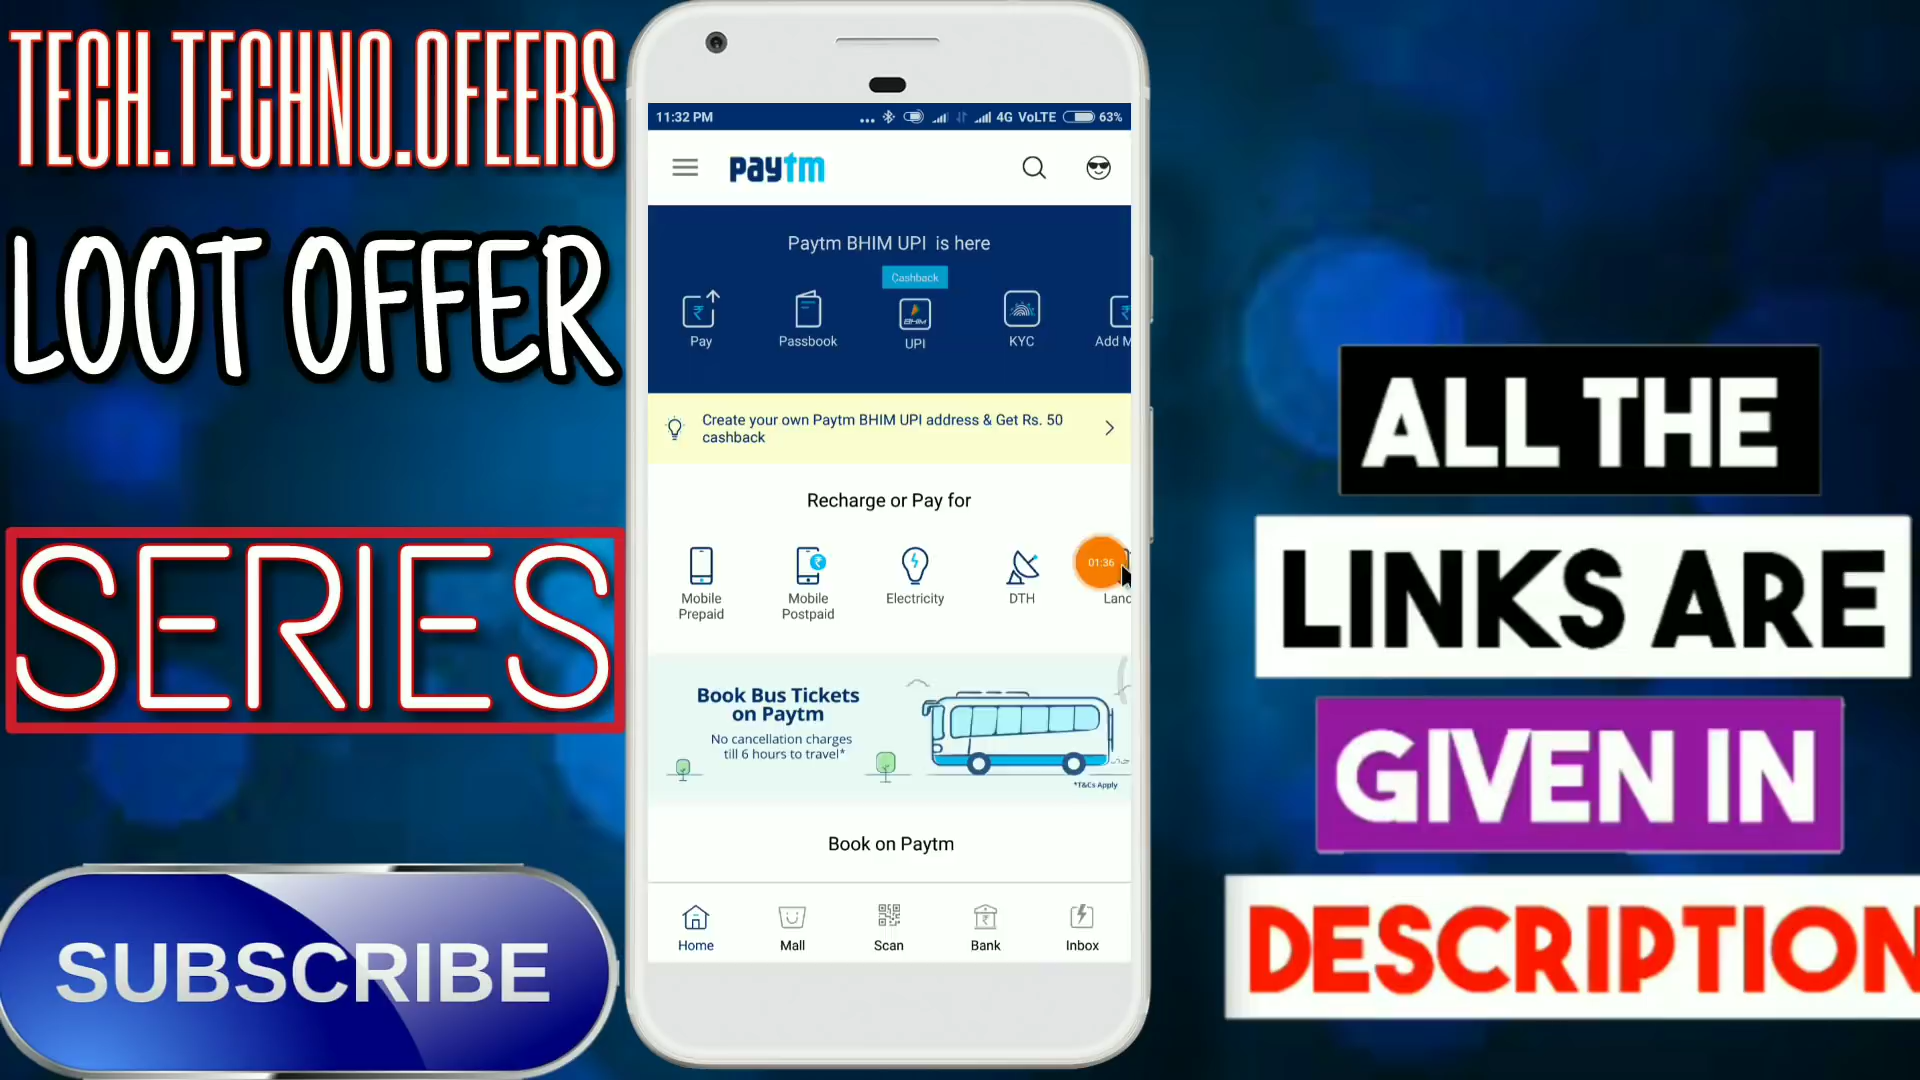 TECH.TECHNO.OFEERS
LOOT OFFER
SERIES
SUBSCRIBE
11:32 PM
4G VoLTE 63%
paytm
Paytm BHIM UPI is here
Cashback
Pay
Passbook
BHIM
UPI
KYC
Add M
Create your own Paytm BHIM UPI address & Get Rs. 50
cashback
Recharge or Pay for
01:36
Mobile
Prepaid
Mobile
Postpaid
Electricity
DTH
Land
Book Bus Tickets
on Paytm
No cancellation charges
till 6 hours to travel*
*T&Cs Apply
Book on Paytm
Home
Mall
Scan
Bank
Inbox
ALL THE
LINKS ARE
GIVEN IN
DESCRIPTION